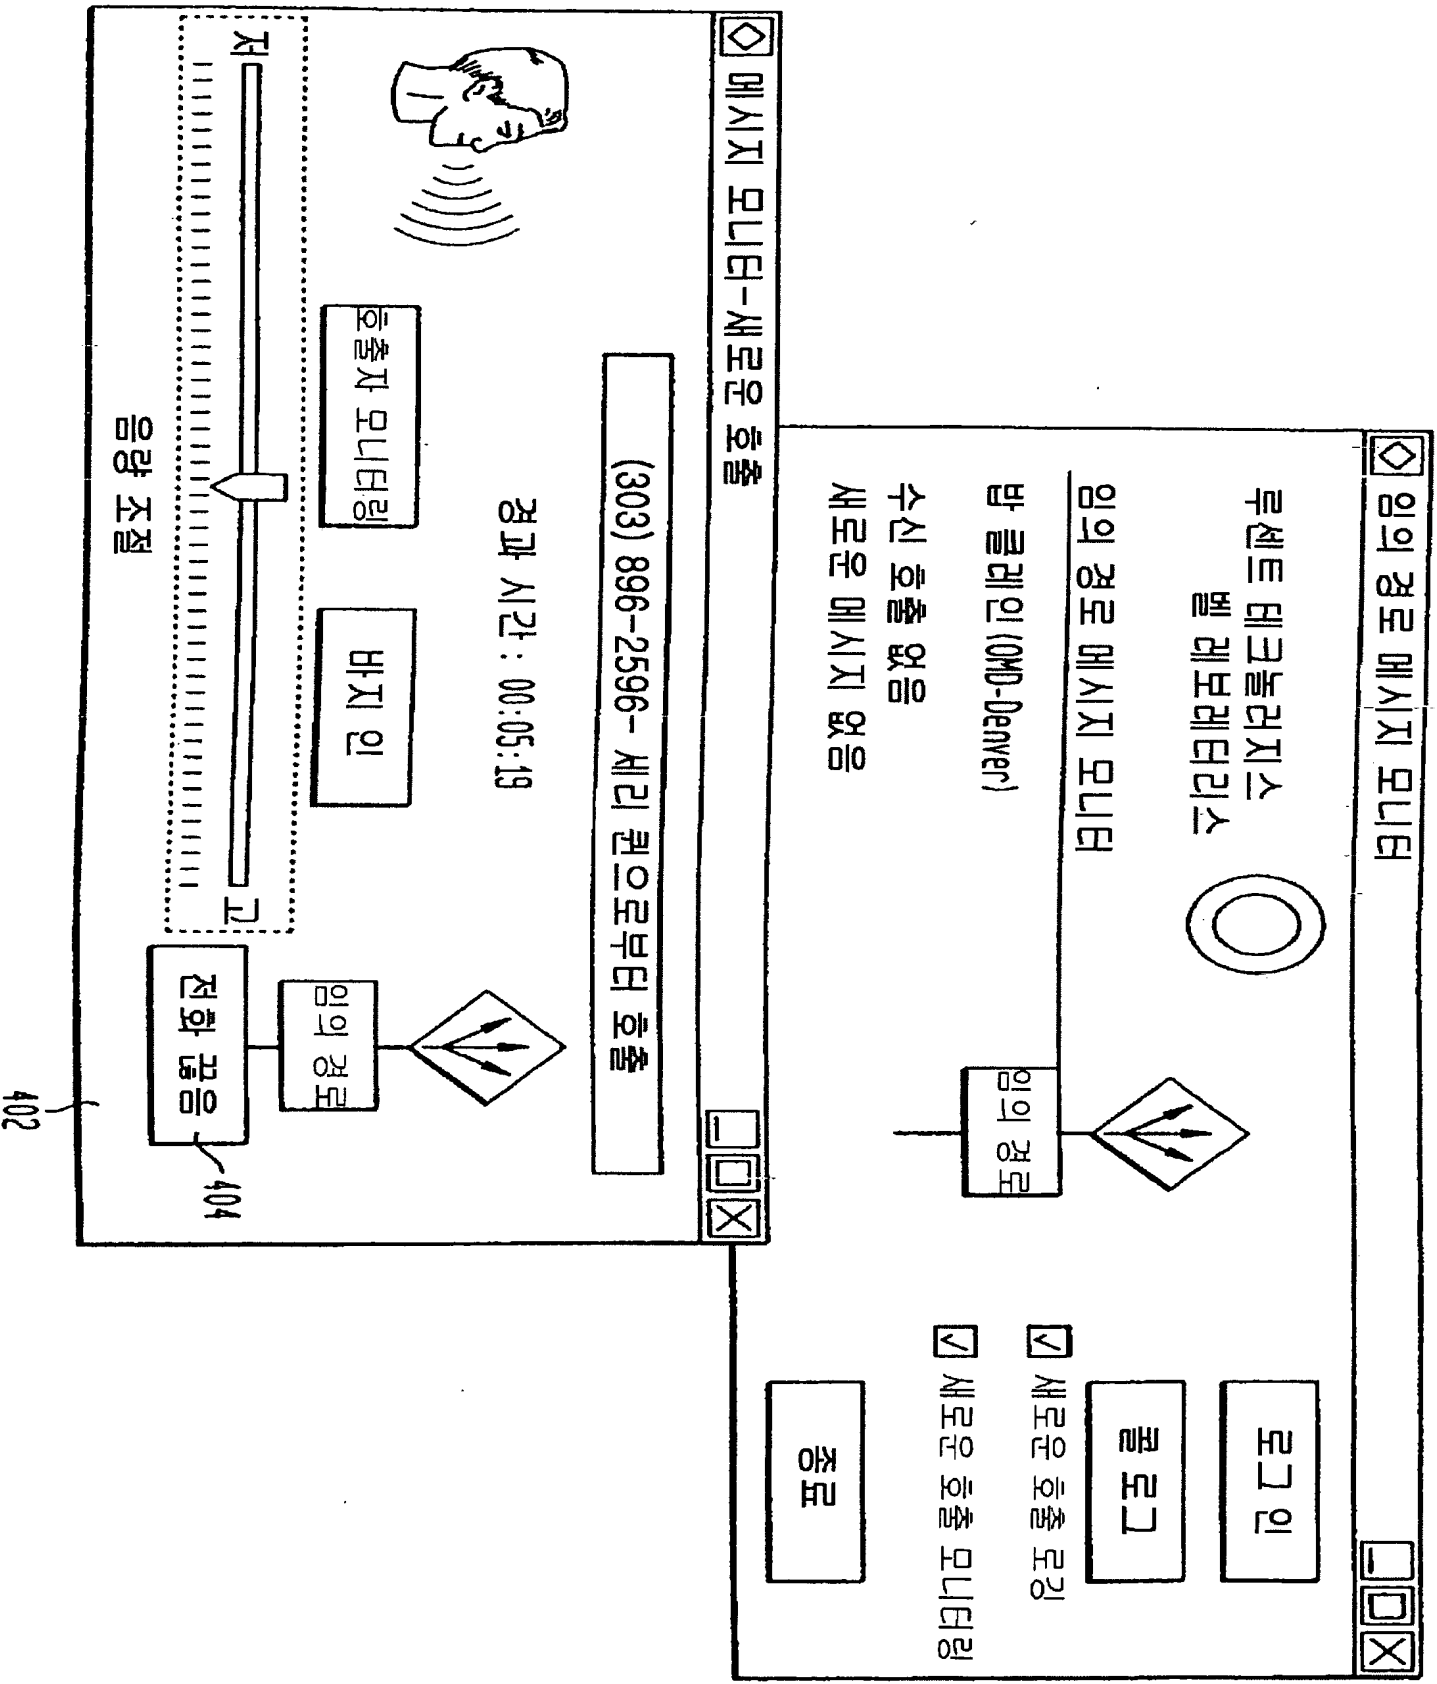 임의 경로 메시지 모니터
루센트 테크놀러지스
벨 레보레터리스
임의 경로 메시지 모니터
밥 클레인 (OMD-Denver)
수신 호출 없음
새로운 메시지 없음
임의 경로
로그 인
콜 로그
✓ 새로운 호출 로깅
✓ 새로운 호출 모니터링
종료
메시지 모니터-새로운 호출
(303) 896-2596- 세리 퀸으로부터 호출
경과 시간 : 00:05:19
호출자 모니터링
바지 인
임의 경로
저
고
음량 조절
전화 끊음
404
402